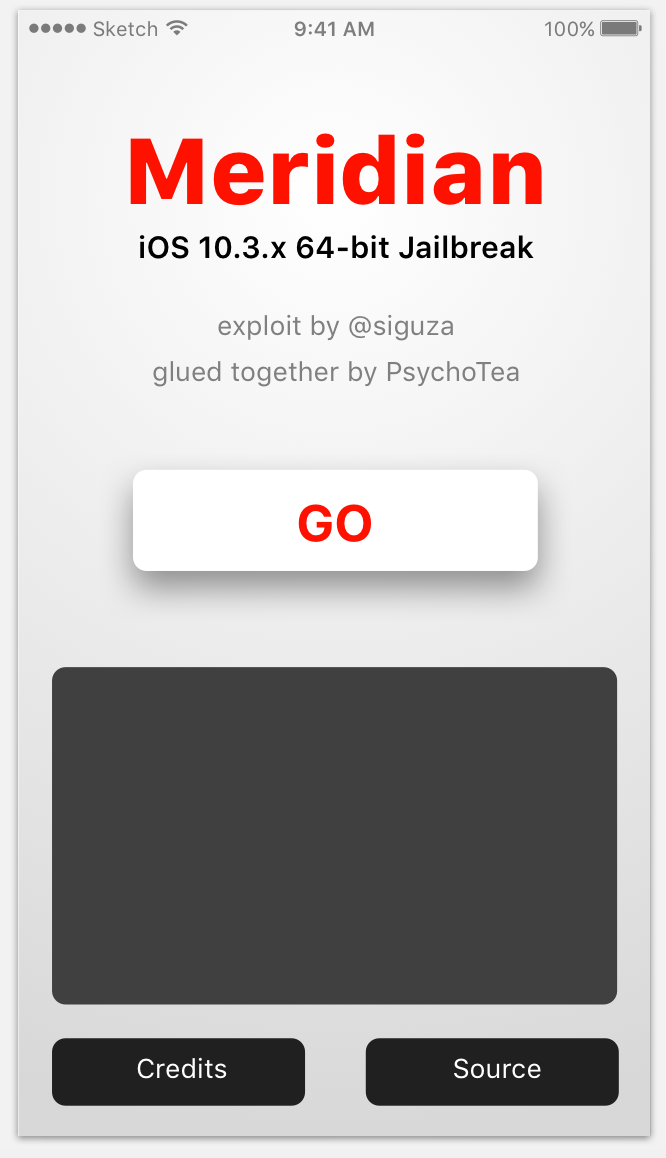 Sketch 9:41 AM 100%
Meridian
iOS 10.3.x 64-bit Jailbreak
exploit by @siguza
glued together by PsychoTea
GO
Credits Source